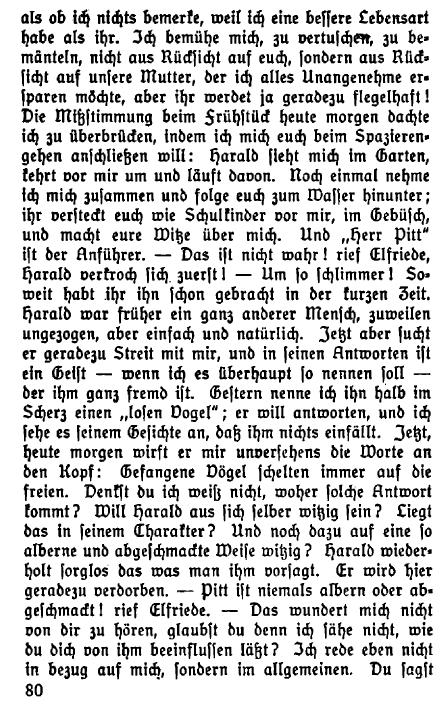 als ob ich nichts bemerke, weil ich eine bessere Lebensart
habe als ihr. Ich bemühe mich, zu vertuschen, zu be-
mänteln, nicht aus Rücksicht auf euch, sondern aus Rück-
sicht auf unsere Mutter, der ich alles Unangenehme er-
sparen möchte, aber ihr werdet ja geradezu flegelhaft!
Die Mißstimmung beim Frühstück heute morgen dachte
ich zu überbrücken, indem ich mich euch beim Spazieren-
gehen anschließen will: Harald sieht mich im Garten,
kehrt vor mir um und läuft davon. Noch einmal nehme
ich mich zusammen und folge euch zum Wasser hinunter;
ihr versteckt euch wie Schulkinder vor mir, im Gebüsch,
und macht eure Witze über mich. Und „Herr Pitt“
ist der Anführer. — Das ist nicht wahr! rief Elfriede,
Harald verkroch sich zuerst! — Um so schlimmer! So-
weit habt ihr ihn schon gebracht in der kurzen Zeit.
Harald war früher ein ganz anderer Mensch, zuweilen
ungezogen, aber einfach und natürlich. Jetzt aber sucht
er geradezu Streit mit mir, und in seinen Antworten ist
ein Geist — wenn ich es überhaupt so nennen soll —
der ihm ganz fremd ist. Gestern nenne ich ihn halb im
Scherz einen „losen Vogel“; er will antworten, und ich
sehe es seinem Gesichte an, daß ihm nichts einfällt. Jetzt,
heute morgen wirft er mir unversehens die Worte an
den Kopf: Gefangene Vögel schelten immer auf die
freien. Denkst du ich weiß nicht, woher solche Antwort
kommt? Will Harald aus sich selber witzig sein? Liegt
das in seinem Charakter? Und noch dazu auf eine so
alberne und abgeschmackte Weise witzig? Harald wieder-
holt sorglos das was man ihm vorsagt. Er wird hier
geradezu verdorben. — Pitt ist niemals albern oder ab-
geschmackt! rief Elfriede. — Das wundert mich nicht
von dir zu hören, glaubst du denn ich sähe nicht, wie
du dich von ihm beeinflussen läßt? Ich rede eben nicht
in bezug auf mich, sondern im allgemeinen. Du sagst
80